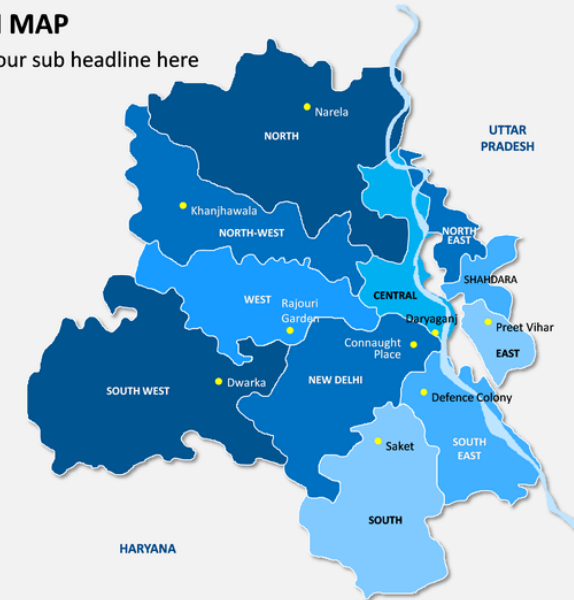 MAP
our sub headline here
Narela
NORTH
UTTAR
PRADESH
Khanjhawala
NORTH-WEST
NORTH
EAST
SHAHDARA
WEST
Rajouri
Garden
CENTRAL
Daryaganj
Preet Vihar
EAST
Connaught
Place
NEW DELHI
SOUTH WEST
Dwarka
Defence Colony
Saket
SOUTH
EAST
SOUTH
HARYANA